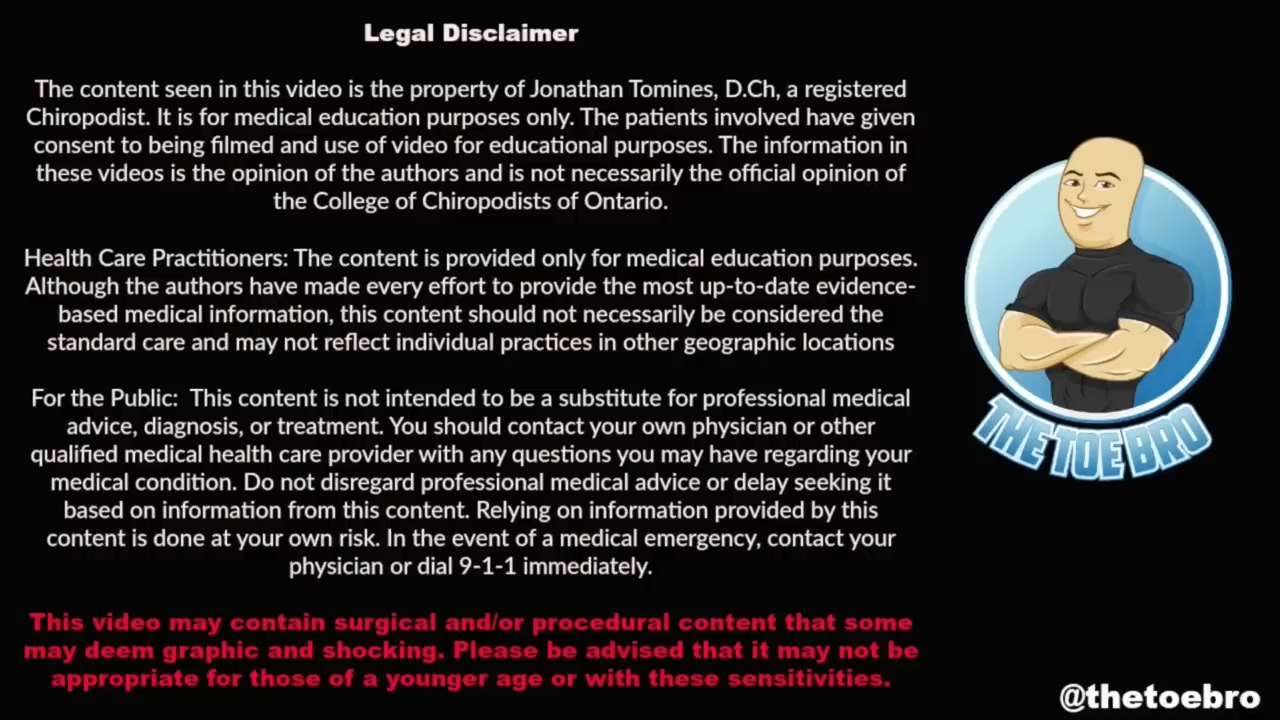 Legal Disclaimer
The content seen in this video is the property of Jonathan Tomines, D.Ch, a registered
Chiropodist. It is for medical education purposes only. The patients involved have given
consent to being filmed and use of video for educational purposes. The information in
these videos is the opinion of the authors and is not necessarily the official opinion of
the College of Chiropodists of Ontario.
Health Care Practitioners: The content is provided only for medical education purposes.
Although the authors have made every effort to provide the most up-to-date evidence-
based medical information, this content should not necessarily be considered the
standard care and may not reflect individual practices in other geographic locations
For the Public:  This content is not intended to be a substitute for professional medical
advice, diagnosis, or treatment. You should contact your own physician or other
qualified medical health care provider with any questions you may have regarding your
medical condition. Do not disregard professional medical advice or delay seeking it
based on information from this content. Relying on information provided by this
content is done at your own risk. In the event of a medical emergency, contact your
physician or dial 9-1-1 immediately.
This video may contain surgical and/or procedural content that some
may deem graphic and shocking. Please be advised that it may not be
appropriate for those of a younger age or with these sensitivities.
THE TOE BRO
@thetoebro